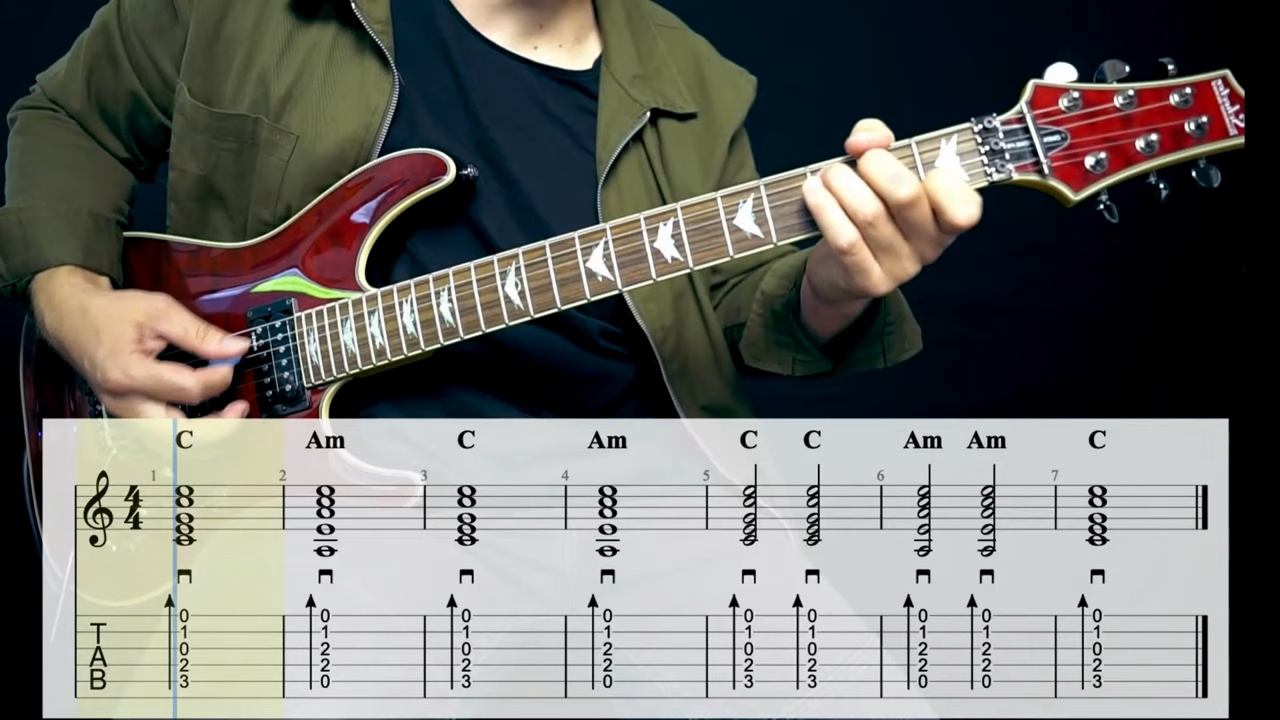 C Am C Am C C Am Am C
1 2 3 4 5 6 7
4
4
0 0 0 0 0 0 0 0 0
T 1 1 1 1 1 1 1 1 1
A 0 2 0 2 0 0 2 2 0
B 2 2 2 2 2 2 2 2 2
3 0 3 0 3 3 0 0 3